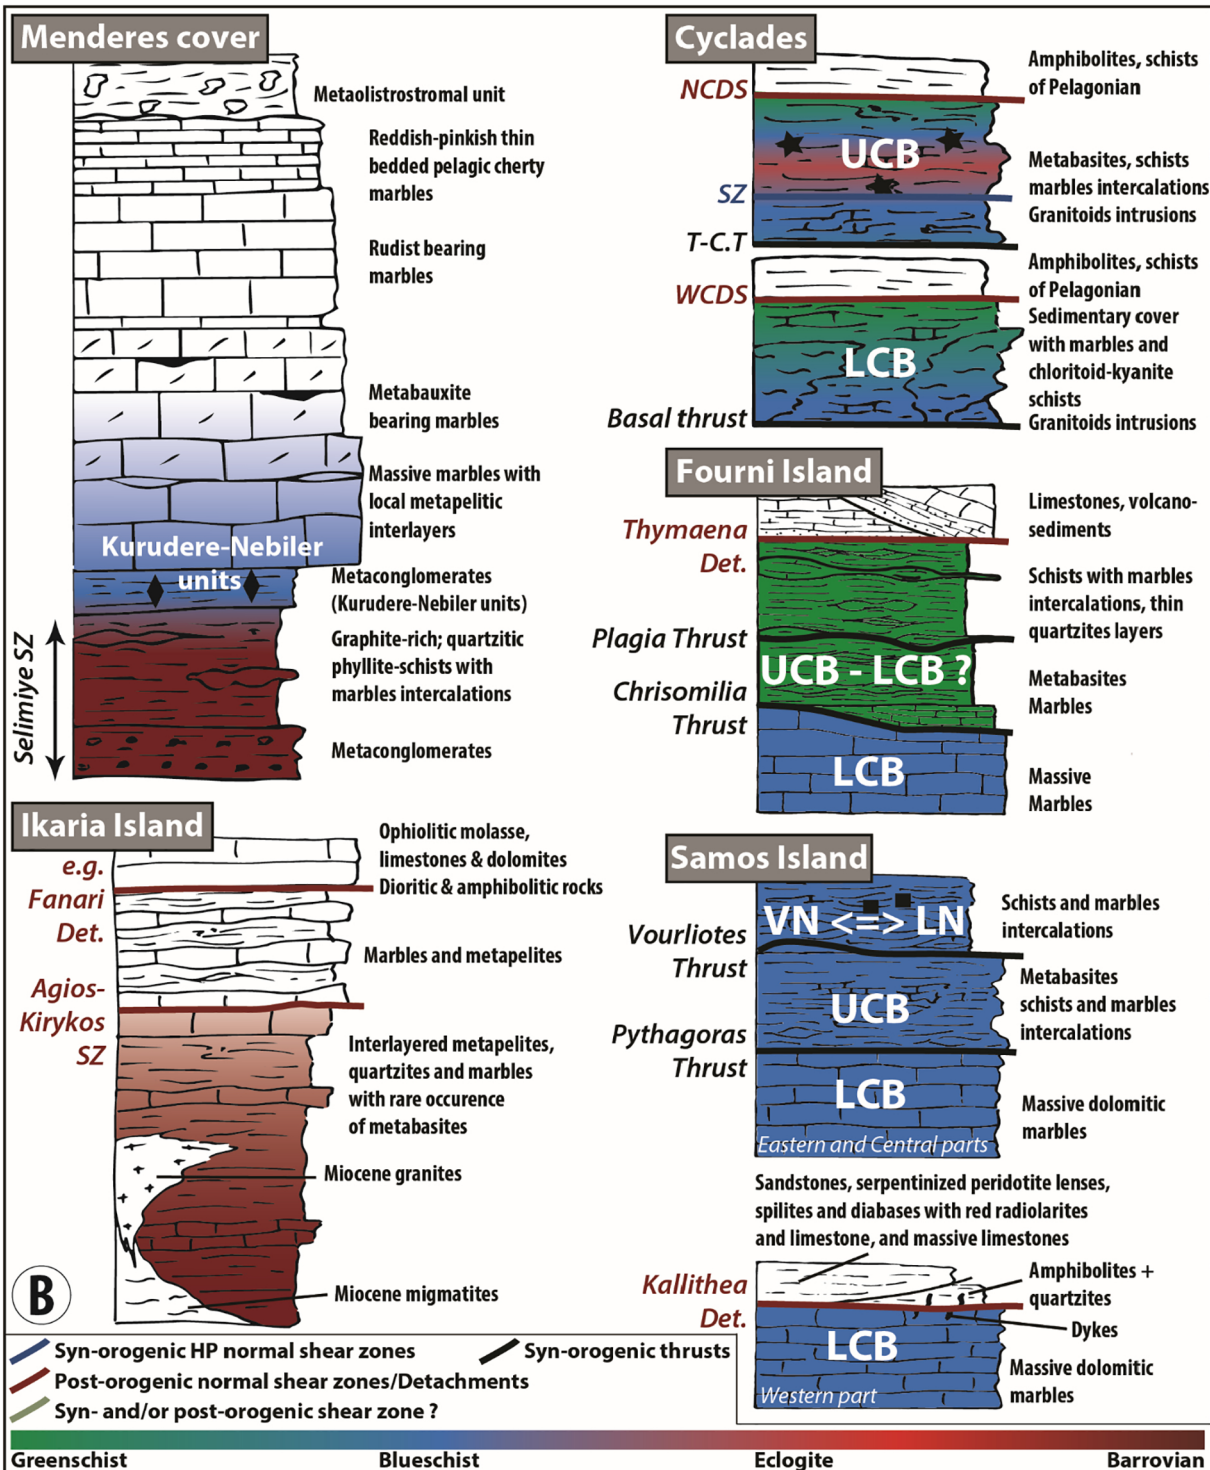 Menderes cover
Metaolistrostromal unit
Reddish-pinkish thin
bedded pelagic cherty
marbles
Rudist bearing
marbles
Metabauxite
bearing marbles
Massive marbles with
local metapelitic
interlayers
Kurudere-Nebiler
units
Metaconglomerates
(Kurudere-Nebiler units)
Graphite-rich; quartzitic
phyllite-schists with
marbles intercalations
Metaconglomerates
Selimiye SZ
Ikaria Island
e.g.
Fanari
Det.
Agios-
Kirykos
SZ
Ophiolitic molasse,
limestones & dolomites
Dioritic & amphibolitic rocks
Marbles and metapelites
Interlayered metapelites,
quartzites and marbles
with rare occurence
of metabasites
Miocene granites
Miocene migmatites
B
Cyclades
NCDS
UCB
SZ
T-C.T
Amphibolites, schists
of Pelagonian
Metabasites, schists
marbles intercalations
Granitoids intrusions
WCDS
LCB
Basal thrust
Amphibolites, schists
of Pelagonian
Sedimentary cover
with marbles and
chloritoid-kyanite
schists
Granitoids intrusions
Fourni Island
Thymaena
Det.
Plagia Thrust
Chrisomilia
Thrust
UCB - LCB ?
LCB
Limestones, volcano-
sediments
Schists with marbles
intercalations, thin
quartzites layers
Metabasites
Marbles
Massive
Marbles
Samos Island
VN <=> LN
Vourliotes
Thrust
UCB
Pythagoras
Thrust
LCB
Eastern and Central parts
Schists and marbles
intercalations
Metabasites
schists and marbles
intercalations
Massive dolomitic
marbles
Sandstones, serpentinized peridotite lenses,
spilites and diabases with red radiolarites
and limestone, and massive limestones
Kallithea
Det.
Amphibolites +
quartzites
Dykes
LCB
Western part
Massive dolomitic
marbles
Syn-orogenic HP normal shear zones
Syn-orogenic thrusts
Post-orogenic normal shear zones/Detachments
Syn- and/or post-orogenic shear zone ?
Greenschist
Blueschist
Eclogite
Barrovian